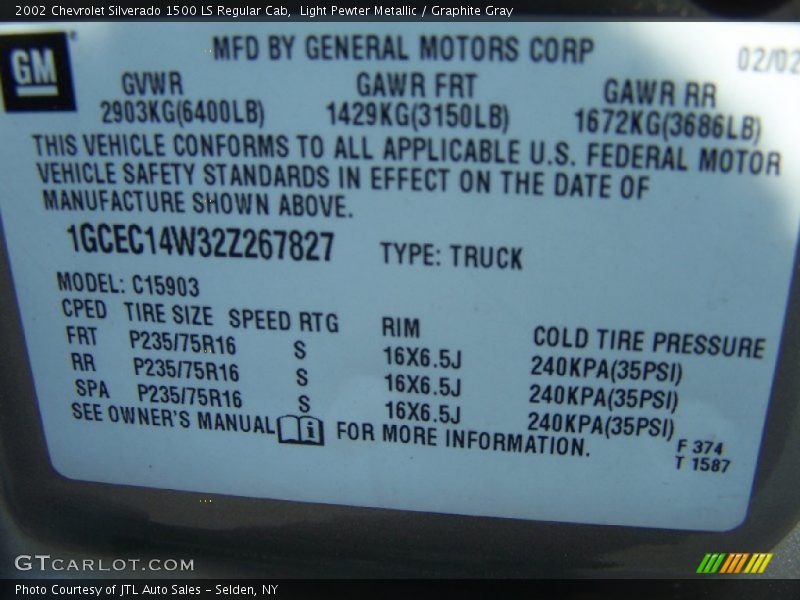 2002 Chevrolet Silverado 1500 LS Regular Cab,  Light Pewter Metallic / Graphite Gray
GM
MFD BY GENERAL MOTORS CORP 02/02
GVWR GAWR FRT GAWR RR
2903KG(6400LB) 1429KG(3150LB) 1672KG(3686LB)
THIS VEHICLE CONFORMS TO ALL APPLICABLE U.S. FEDERAL MOTOR
VEHICLE SAFETY STANDARDS IN EFFECT ON THE DATE OF
MANUFACTURE SHOWN ABOVE.
1GCEC14W32Z267827 TYPE: TRUCK
MODEL: C15903
CPED TIRE SIZE SPEED RTG RIM COLD TIRE PRESSURE
FRT P235/75R16 S 16X6.5J 240KPA(35PSI)
RR P235/75R16 S 16X6.5J 240KPA(35PSI)
SPA P235/75R16 S 16X6.5J 240KPA(35PSI)
SEE OWNER'S MANUAL i FOR MORE INFORMATION.
F 374
T 1587
GTCARLOT.COM
Photo Courtesy of JTL Auto Sales - Selden, NY